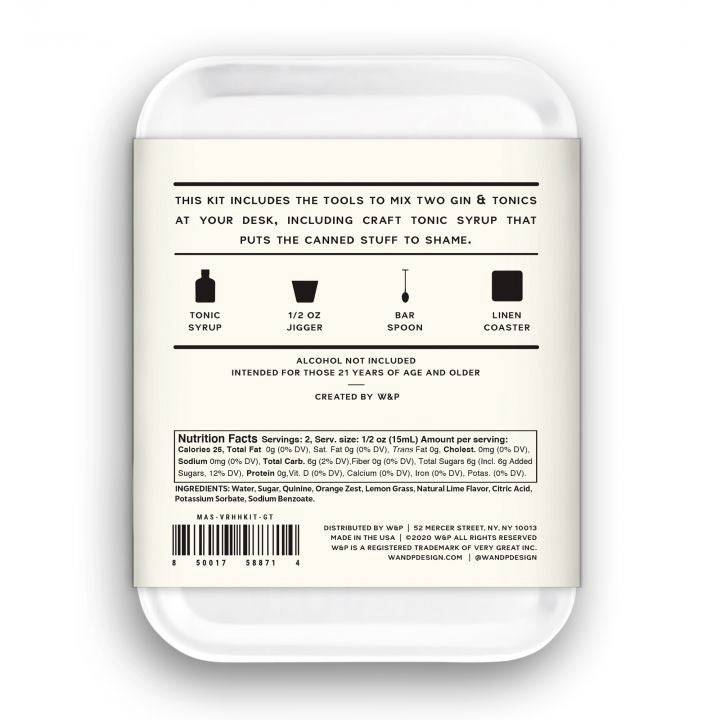 THIS KIT INCLUDES THE TOOLS TO MIX TWO GIN & TONICS
AT YOUR DESK, INCLUDING CRAFT TONIC SYRUP THAT
PUTS THE CANNED STUFF TO SHAME.
TONIC SYRUP
1/2 OZ JIGGER
BAR SPOON
LINEN COASTER
ALCOHOL NOT INCLUDED
INTENDED FOR THOSE 21 YEARS OF AGE AND OLDER
CREATED BY W&P
Nutrition Facts Servings: 2, Serv. size: 1/2 oz (15mL) Amount per serving:
Calories 25, Total Fat 0g (0% DV), Sat. Fat 0g (0% DV), Trans Fat 0g, Cholest. 0mg (0% DV),
Sodium 0mg (0% DV), Total Carb. 6g (2% DV),Fiber 0g (0% DV), Total Sugars 6g (Incl. 6g Added
Sugars, 12% DV), Protein 0g,Vit. D (0% DV), Calcium (0% DV), Iron (0% DV), Potas. (0% DV).
INGREDIENTS: Water, Sugar, Quinine, Orange Zest, Lemon Grass, Natural Lime Flavor, Citric Acid,
Potassium Sorbate, Sodium Benzoate.
MAS-VRHHKIT-GT
8 50017 58871 4
DISTRIBUTED BY W&P | 52 MERCER STREET, NY, NY 10013
MADE IN THE USA | ©2020 W&P ALL RIGHTS RESERVED
W&P IS A REGISTERED TRADEMARK OF VERY GREAT INC.
WANDPDESIGN.COM | @WANDPDESIGN